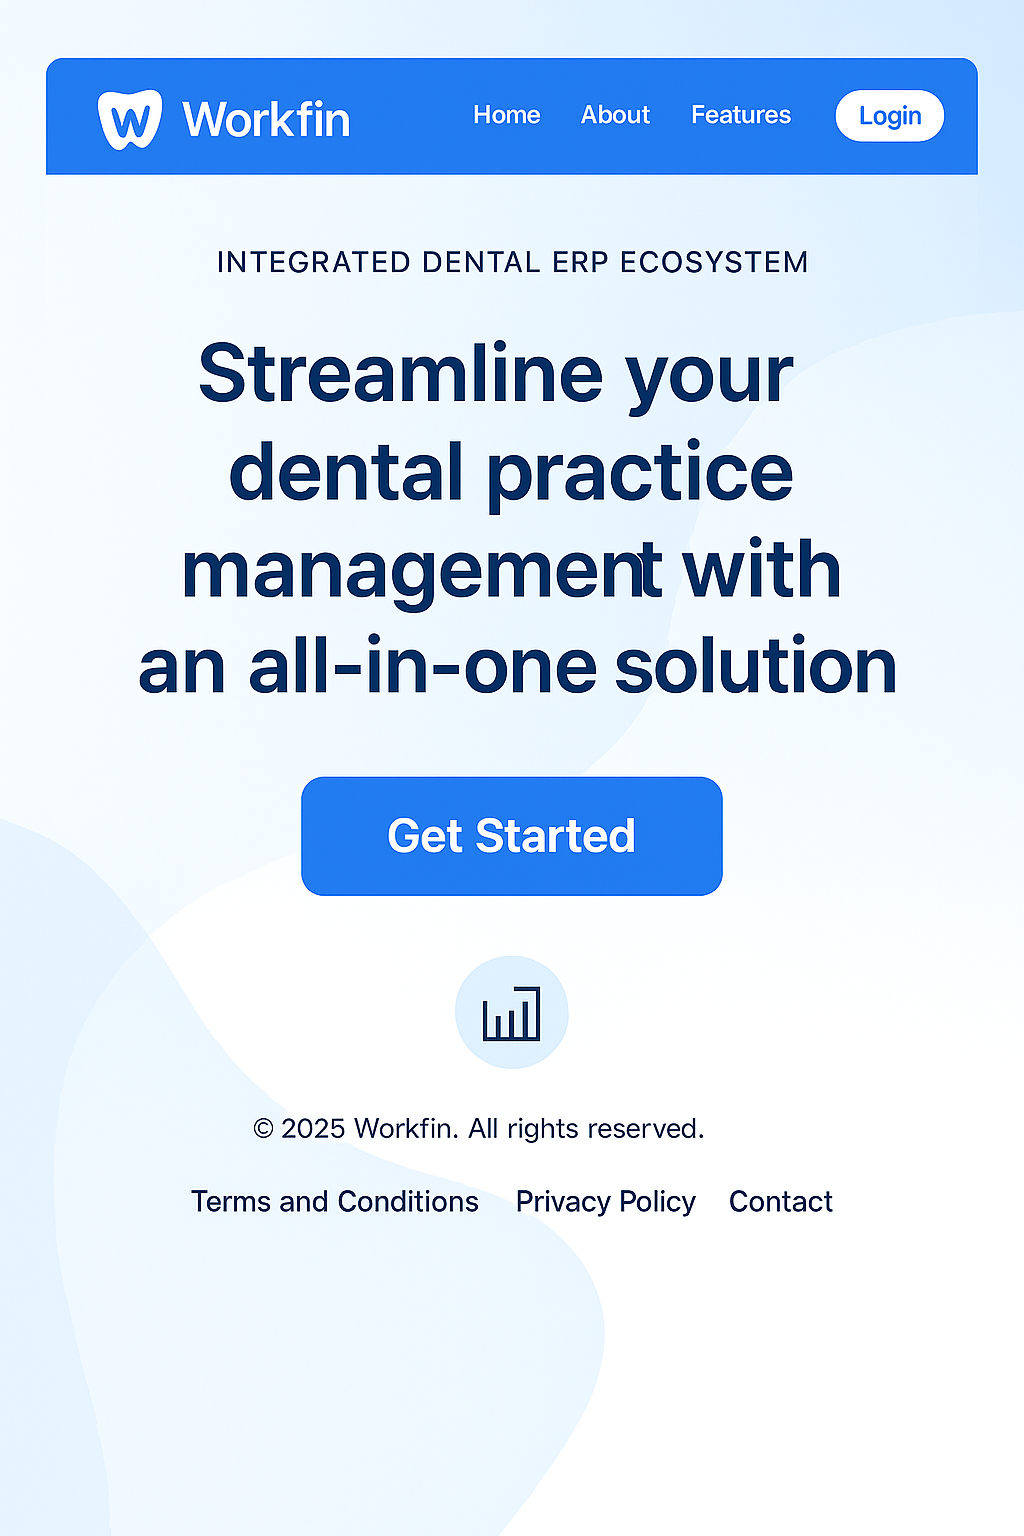 Workfin Home About Features Login
INTEGRATED DENTAL ERP ECOSYSTEM
Streamline your
dental practice
management with
an all-in-one solution
Get Started
© 2025 Workfin. All rights reserved.
Terms and Conditions Privacy Policy Contact